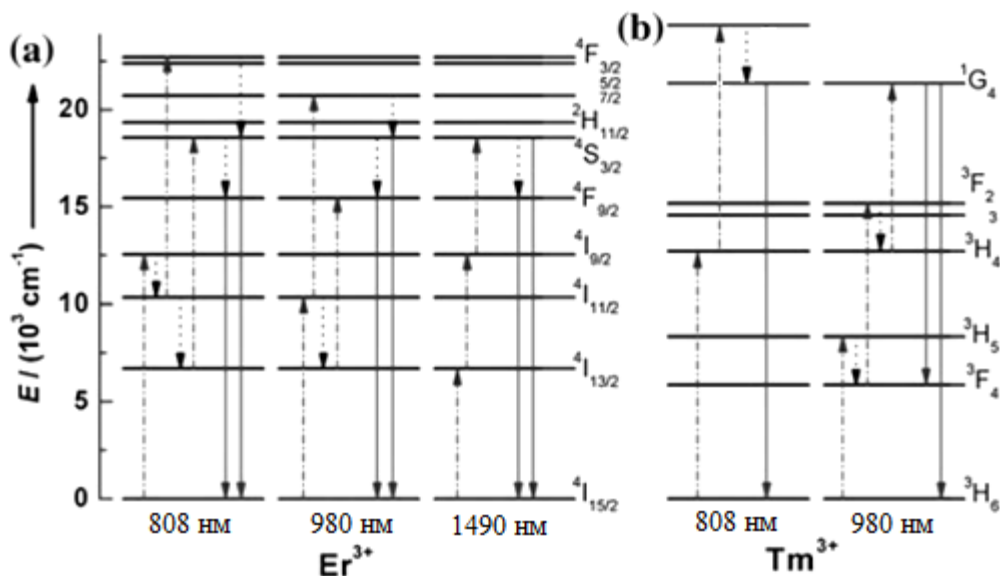 (a)
E / (10³ cm⁻¹)
20
15
10
5
0
⁴F₃/₂
₅/₂
₇/₂
²H₁₁/₂
⁴S₃/₂
⁴F₉/₂
⁴I₉/₂
⁴I₁₁/₂
⁴I₁₃/₂
⁴I₁₅/₂
808 нм 980 нм 1490 нм
Er³⁺
(b)
¹G₄
³F₂
₃
³H₄
³H₅
³F₄
³H₆
808 нм 980 нм
Tm³⁺